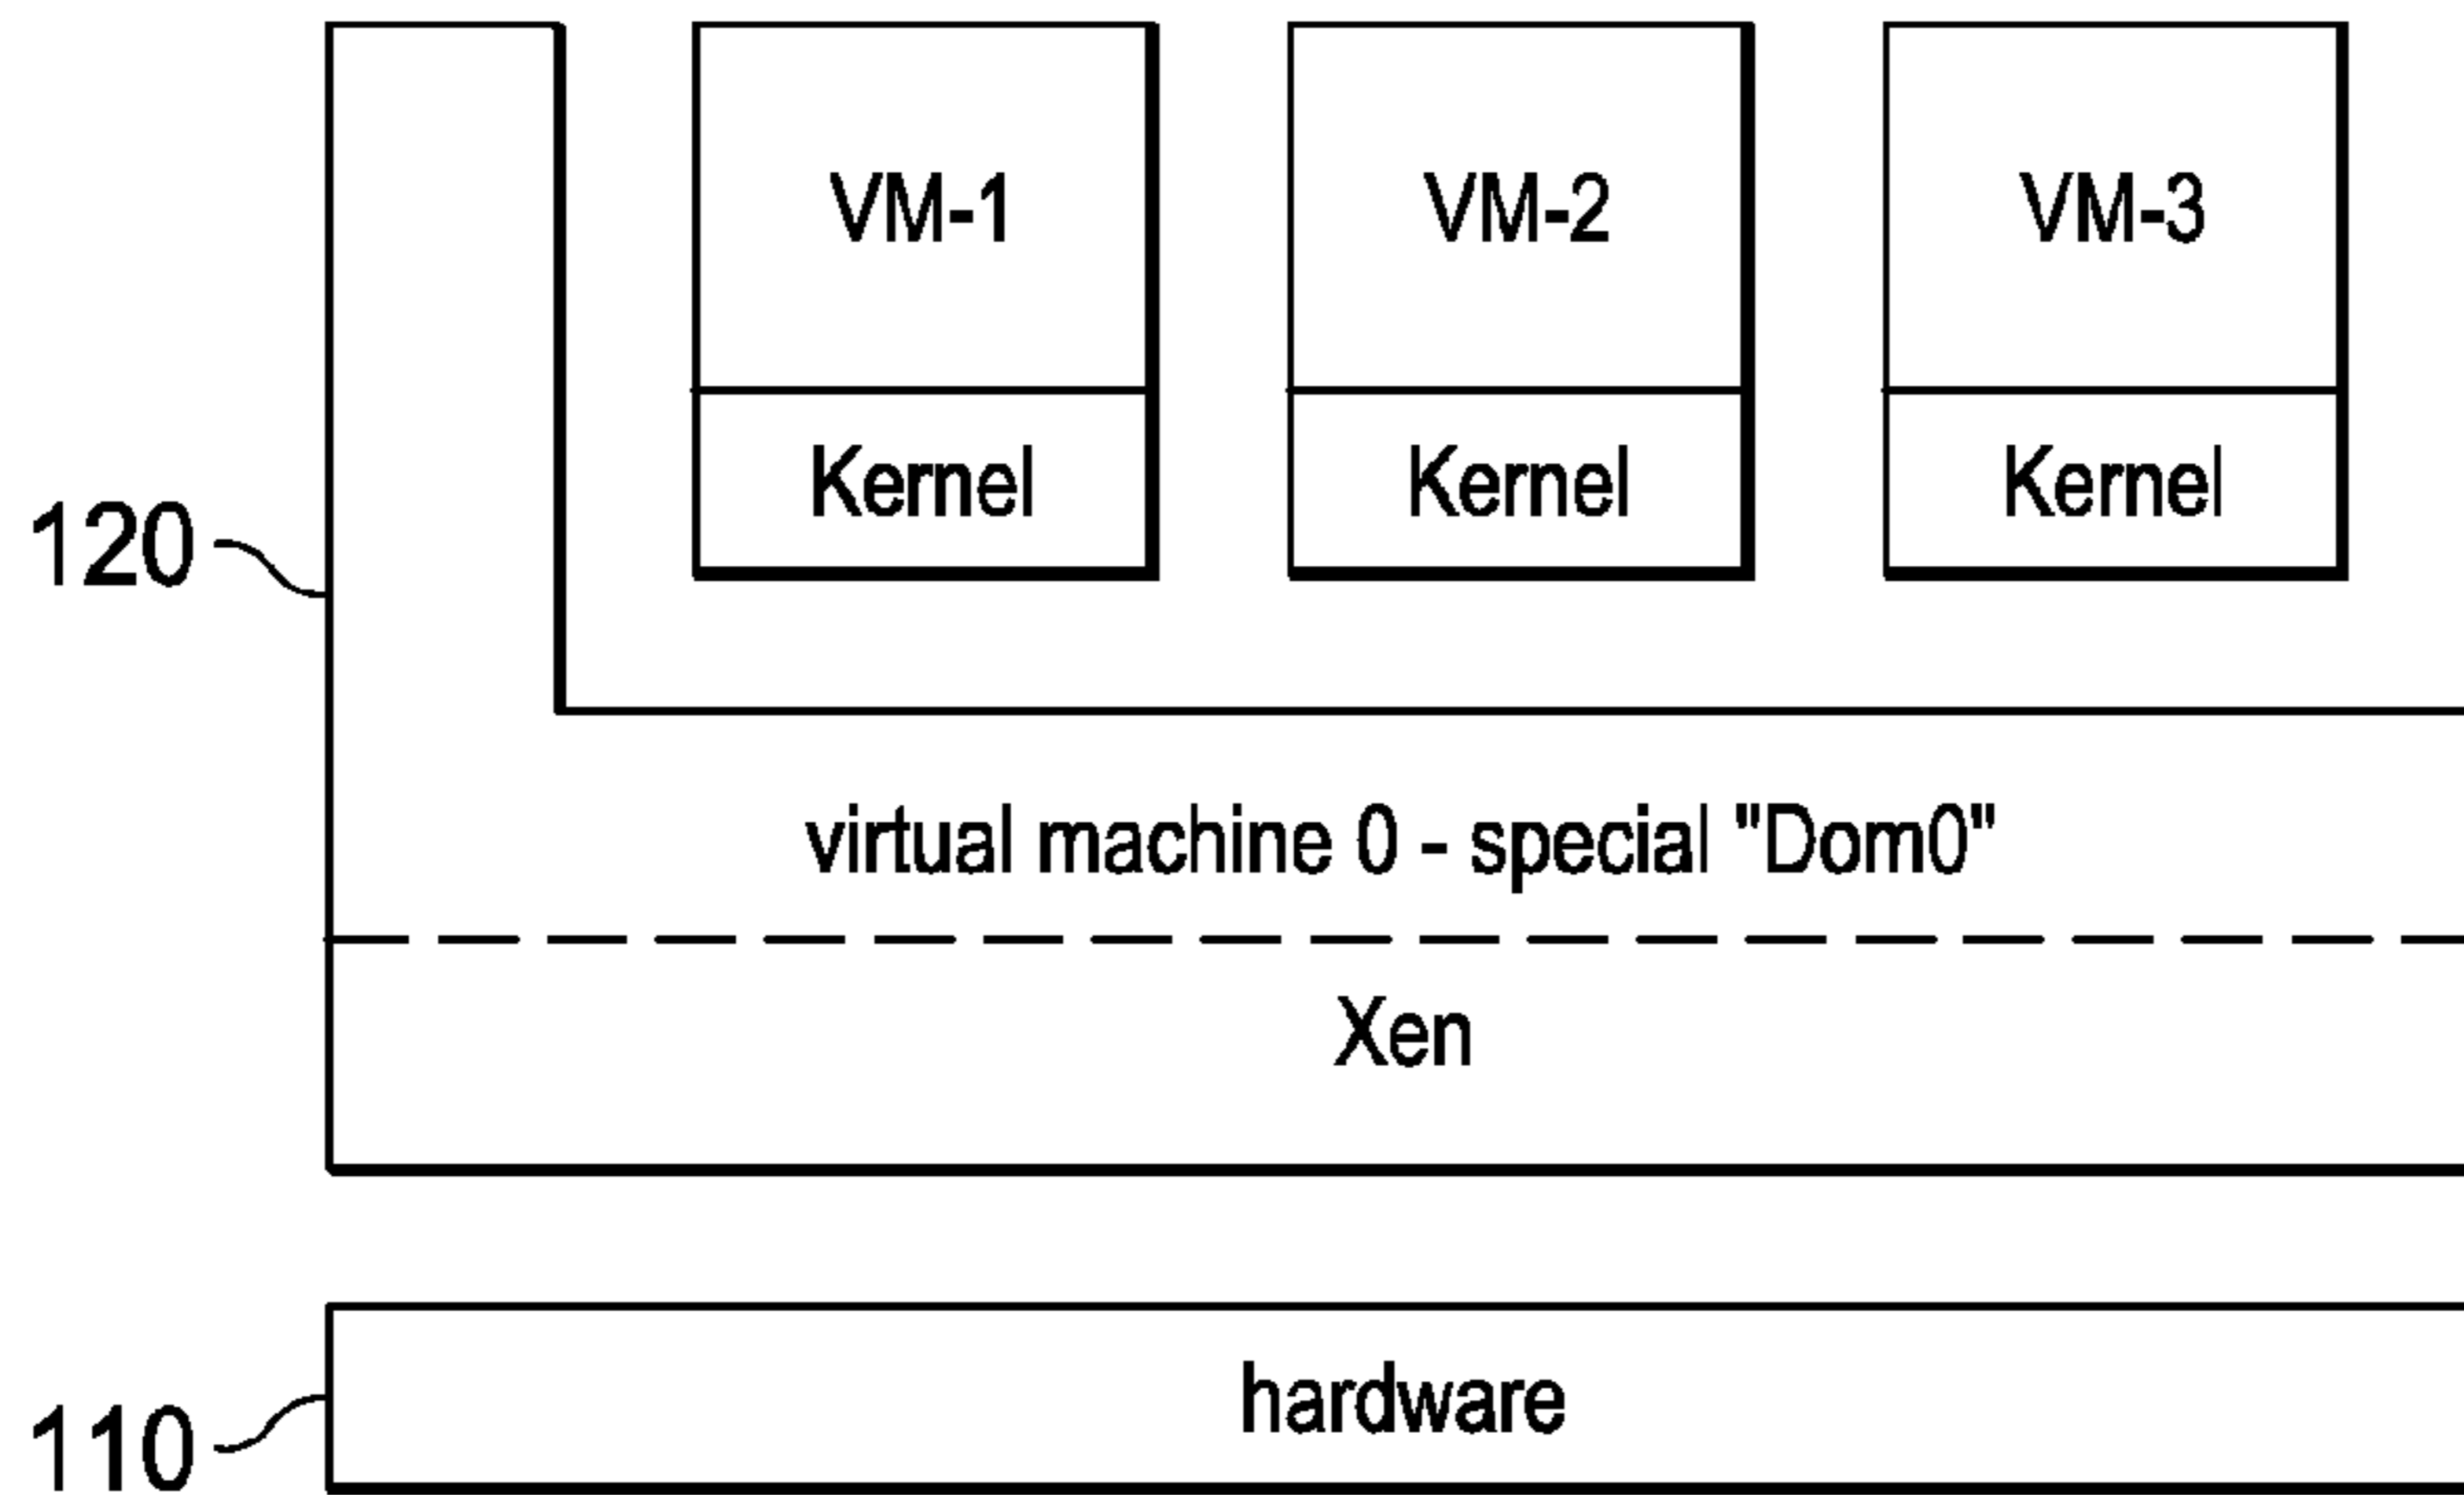 VM-1 VM-2 VM-3
Kernel Kernel Kernel
120
virtual machine 0 - special "Dom0"
Xen
hardware
110